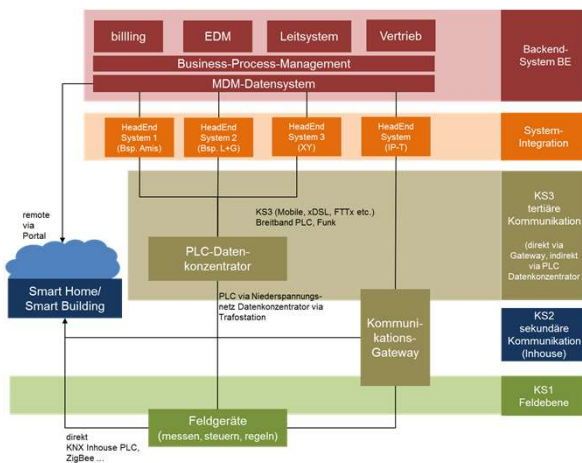 billling
EDM
Leitsystem
Vertrieb
Business-Process-Management
MDM-Datensystem
Backend-
System BE
HeadEnd
System 1
(Bsp. Amis)
HeadEnd
System 2
(Bsp. L+G)
HeadEnd
System 3
(XY)
HeadEnd
System
(IP-T)
System-
Integration
KS3 (Mobile, xDSL, FTTx etc.)
Breitband PLC, Funk
KS3
tertiäre
Kommunikation
(direkt via
Gateway, indirekt
via PLC
Datenkonzentrator)
remote
via
Portal
PLC-Daten-
konzentrator
Smart Home/
Smart Building
PLC via Niederspannungs-
netz Datenkonzentrator via
Trafostation
Kommuni-
kations-
Gateway
KS2
sekundäre
Kommunikation
(Inhouse)
KS1
Feldebene
Feldgeräte
(messen, steuern, regeln)
direkt
KNX Inhouse PLC,
ZigBee ...